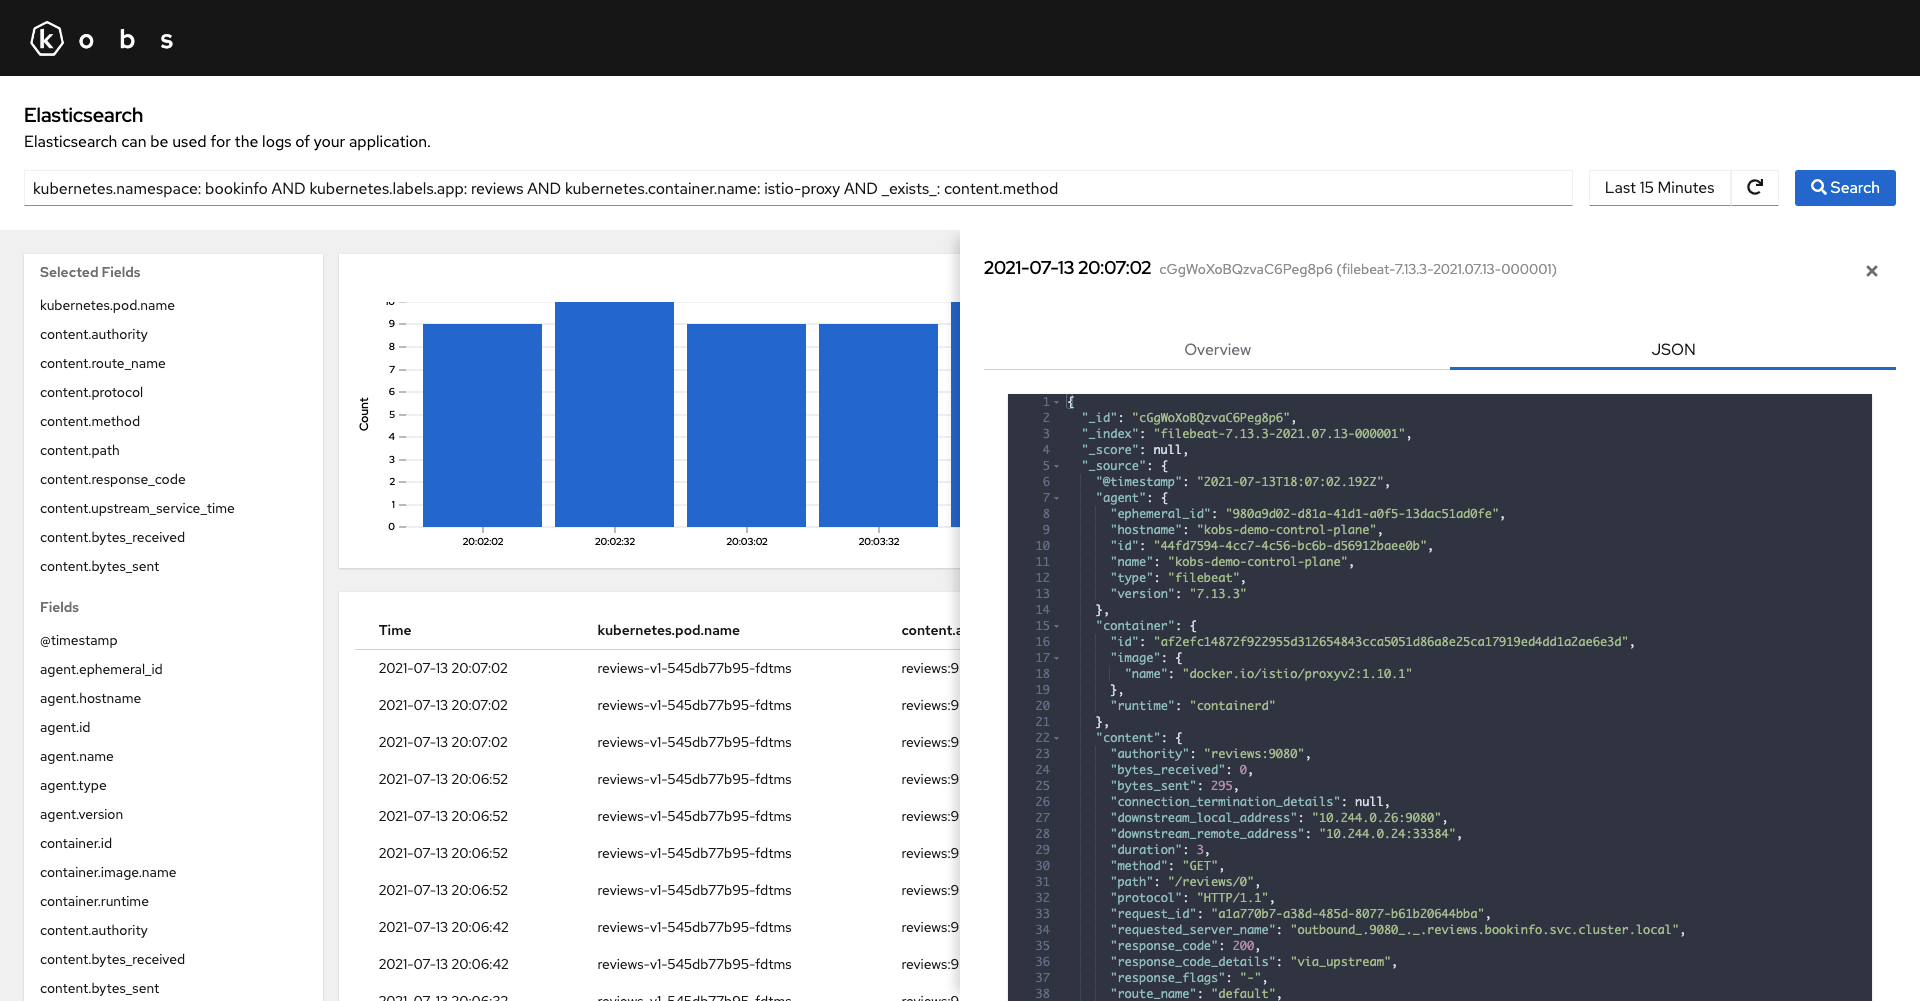 k o b s
Elasticsearch
Elasticsearch can be used for the logs of your application.
kubernetes.namespace: bookinfo AND kubernetes.labels.app: reviews AND kubernetes.container.name: istio-proxy AND _exists_: content.method
Last 15 Minutes
Search
Selected Fields
kubernetes.pod.name
content.authority
content.route_name
content.protocol
content.method
content.path
content.response_code
content.upstream_service_time
content.bytes_received
content.bytes_sent
Fields
@timestamp
agent.ephemeral_id
agent.hostname
agent.id
agent.name
agent.type
agent.version
container.id
container.image.name
container.runtime
content.authority
content.bytes_received
content.bytes_sent
Count
10
9
8
7
6
5
4
3
2
1
0
20:02:02 20:02:32 20:03:02 20:03:32
Time kubernetes.pod.name content.a
2021-07-13 20:07:02 reviews-v1-545db77b95-fdtms reviews:9
2021-07-13 20:07:02 reviews-v1-545db77b95-fdtms reviews:9
2021-07-13 20:07:02 reviews-v1-545db77b95-fdtms reviews:9
2021-07-13 20:06:52 reviews-v1-545db77b95-fdtms reviews:9
2021-07-13 20:06:52 reviews-v1-545db77b95-fdtms reviews:9
2021-07-13 20:06:52 reviews-v1-545db77b95-fdtms reviews:9
2021-07-13 20:06:52 reviews-v1-545db77b95-fdtms reviews:9
2021-07-13 20:06:42 reviews-v1-545db77b95-fdtms reviews:9
2021-07-13 20:06:42 reviews-v1-545db77b95-fdtms reviews:9
2021-07-13 20:06:32 reviews-v1-545db77b95-fdtms reviews:9
2021-07-13 20:07:02 cGgWoXoBQzvaC6Peg8p6 (filebeat-7.13.3-2021.07.13-000001)
Overview
JSON
1 {
2 "_id": "cGgWoXoBQzvaC6Peg8p6",
3 "_index": "filebeat-7.13.3-2021.07.13-000001",
4 "_score": null,
5 "_source": {
6 "@timestamp": "2021-07-13T18:07:02.192Z",
7 "agent": {
8 "ephemeral_id": "980a9d02-d81a-41d1-a0f5-13dac51ad0fe",
9 "hostname": "kobs-demo-control-plane",
10 "id": "44fd7594-4cc7-4c56-bc6b-d56912baee0b",
11 "name": "kobs-demo-control-plane",
12 "type": "filebeat",
13 "version": "7.13.3"
14 },
15 "container": {
16 "id": "af2efc14872f922955d312654843cca5051d86a8e25ca17919ed4dd1a2ae6e3d",
17 "image": {
18 "name": "docker.io/istio/proxyv2:1.10.1"
19 },
20 "runtime": "containerd"
21 },
22 "content": {
23 "authority": "reviews:9080",
24 "bytes_received": 0,
25 "bytes_sent": 295,
26 "connection_termination_details": null,
27 "downstream_local_address": "10.244.0.26:9080",
28 "downstream_remote_address": "10.244.0.24:33384",
29 "duration": 3,
30 "method": "GET",
31 "path": "/reviews/0",
32 "protocol": "HTTP/1.1",
33 "request_id": "a1a770b7-a38d-485d-8077-b61b20644bba",
34 "requested_server_name": "outbound_.9080_._.reviews.bookinfo.svc.cluster.local",
35 "response_code": 200,
36 "response_code_details": "via_upstream",
37 "response_flags": "-",
38 "route_name": "default",